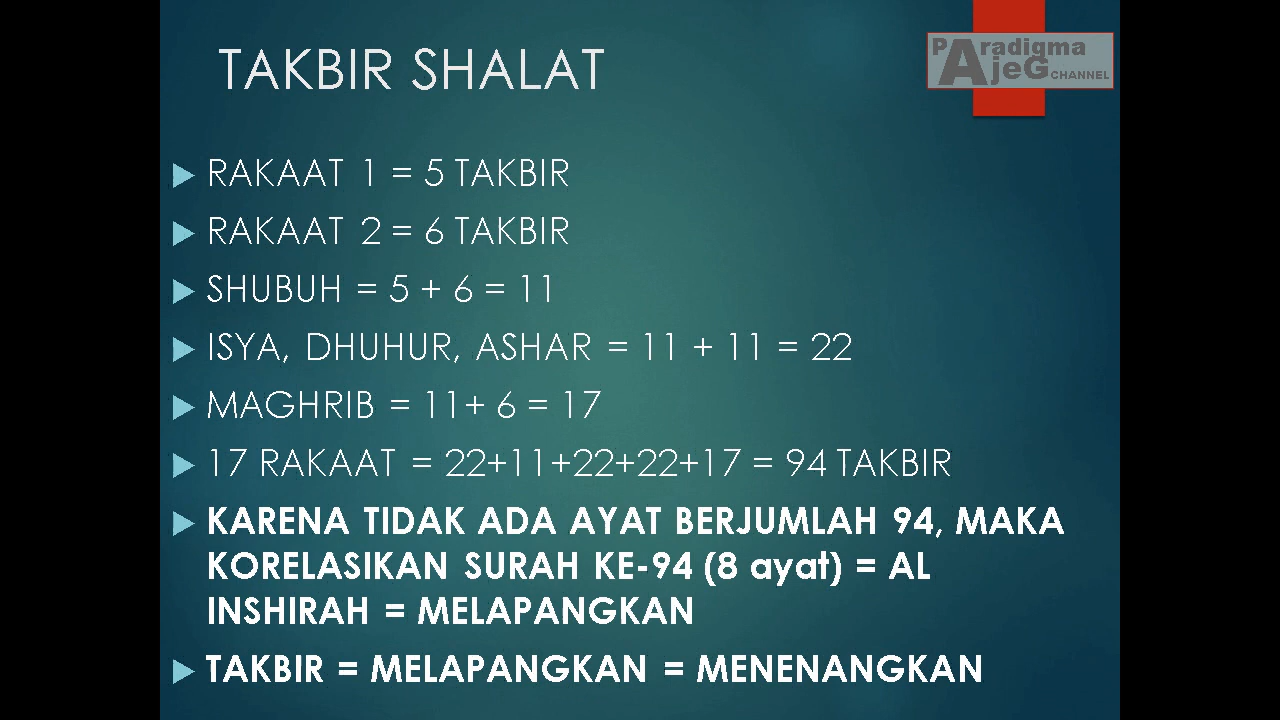 TAKBIR SHALAT
PAradigma
AjeG CHANNEL
RAKAAT 1 = 5 TAKBIR
RAKAAT 2 = 6 TAKBIR
SHUBUH = 5 + 6 = 11
ISYA, DHUHUR, ASHAR = 11 + 11 = 22
MAGHRIB = 11+ 6 = 17
17 RAKAAT = 22+11+22+22+17 = 94 TAKBIR
KARENA TIDAK ADA AYAT BERJUMLAH 94, MAKA
KORELASIKAN SURAH KE-94 (8 ayat) = AL
INSHIRAH = MELAPANGKAN
TAKBIR = MELAPANGKAN = MENENANGKAN